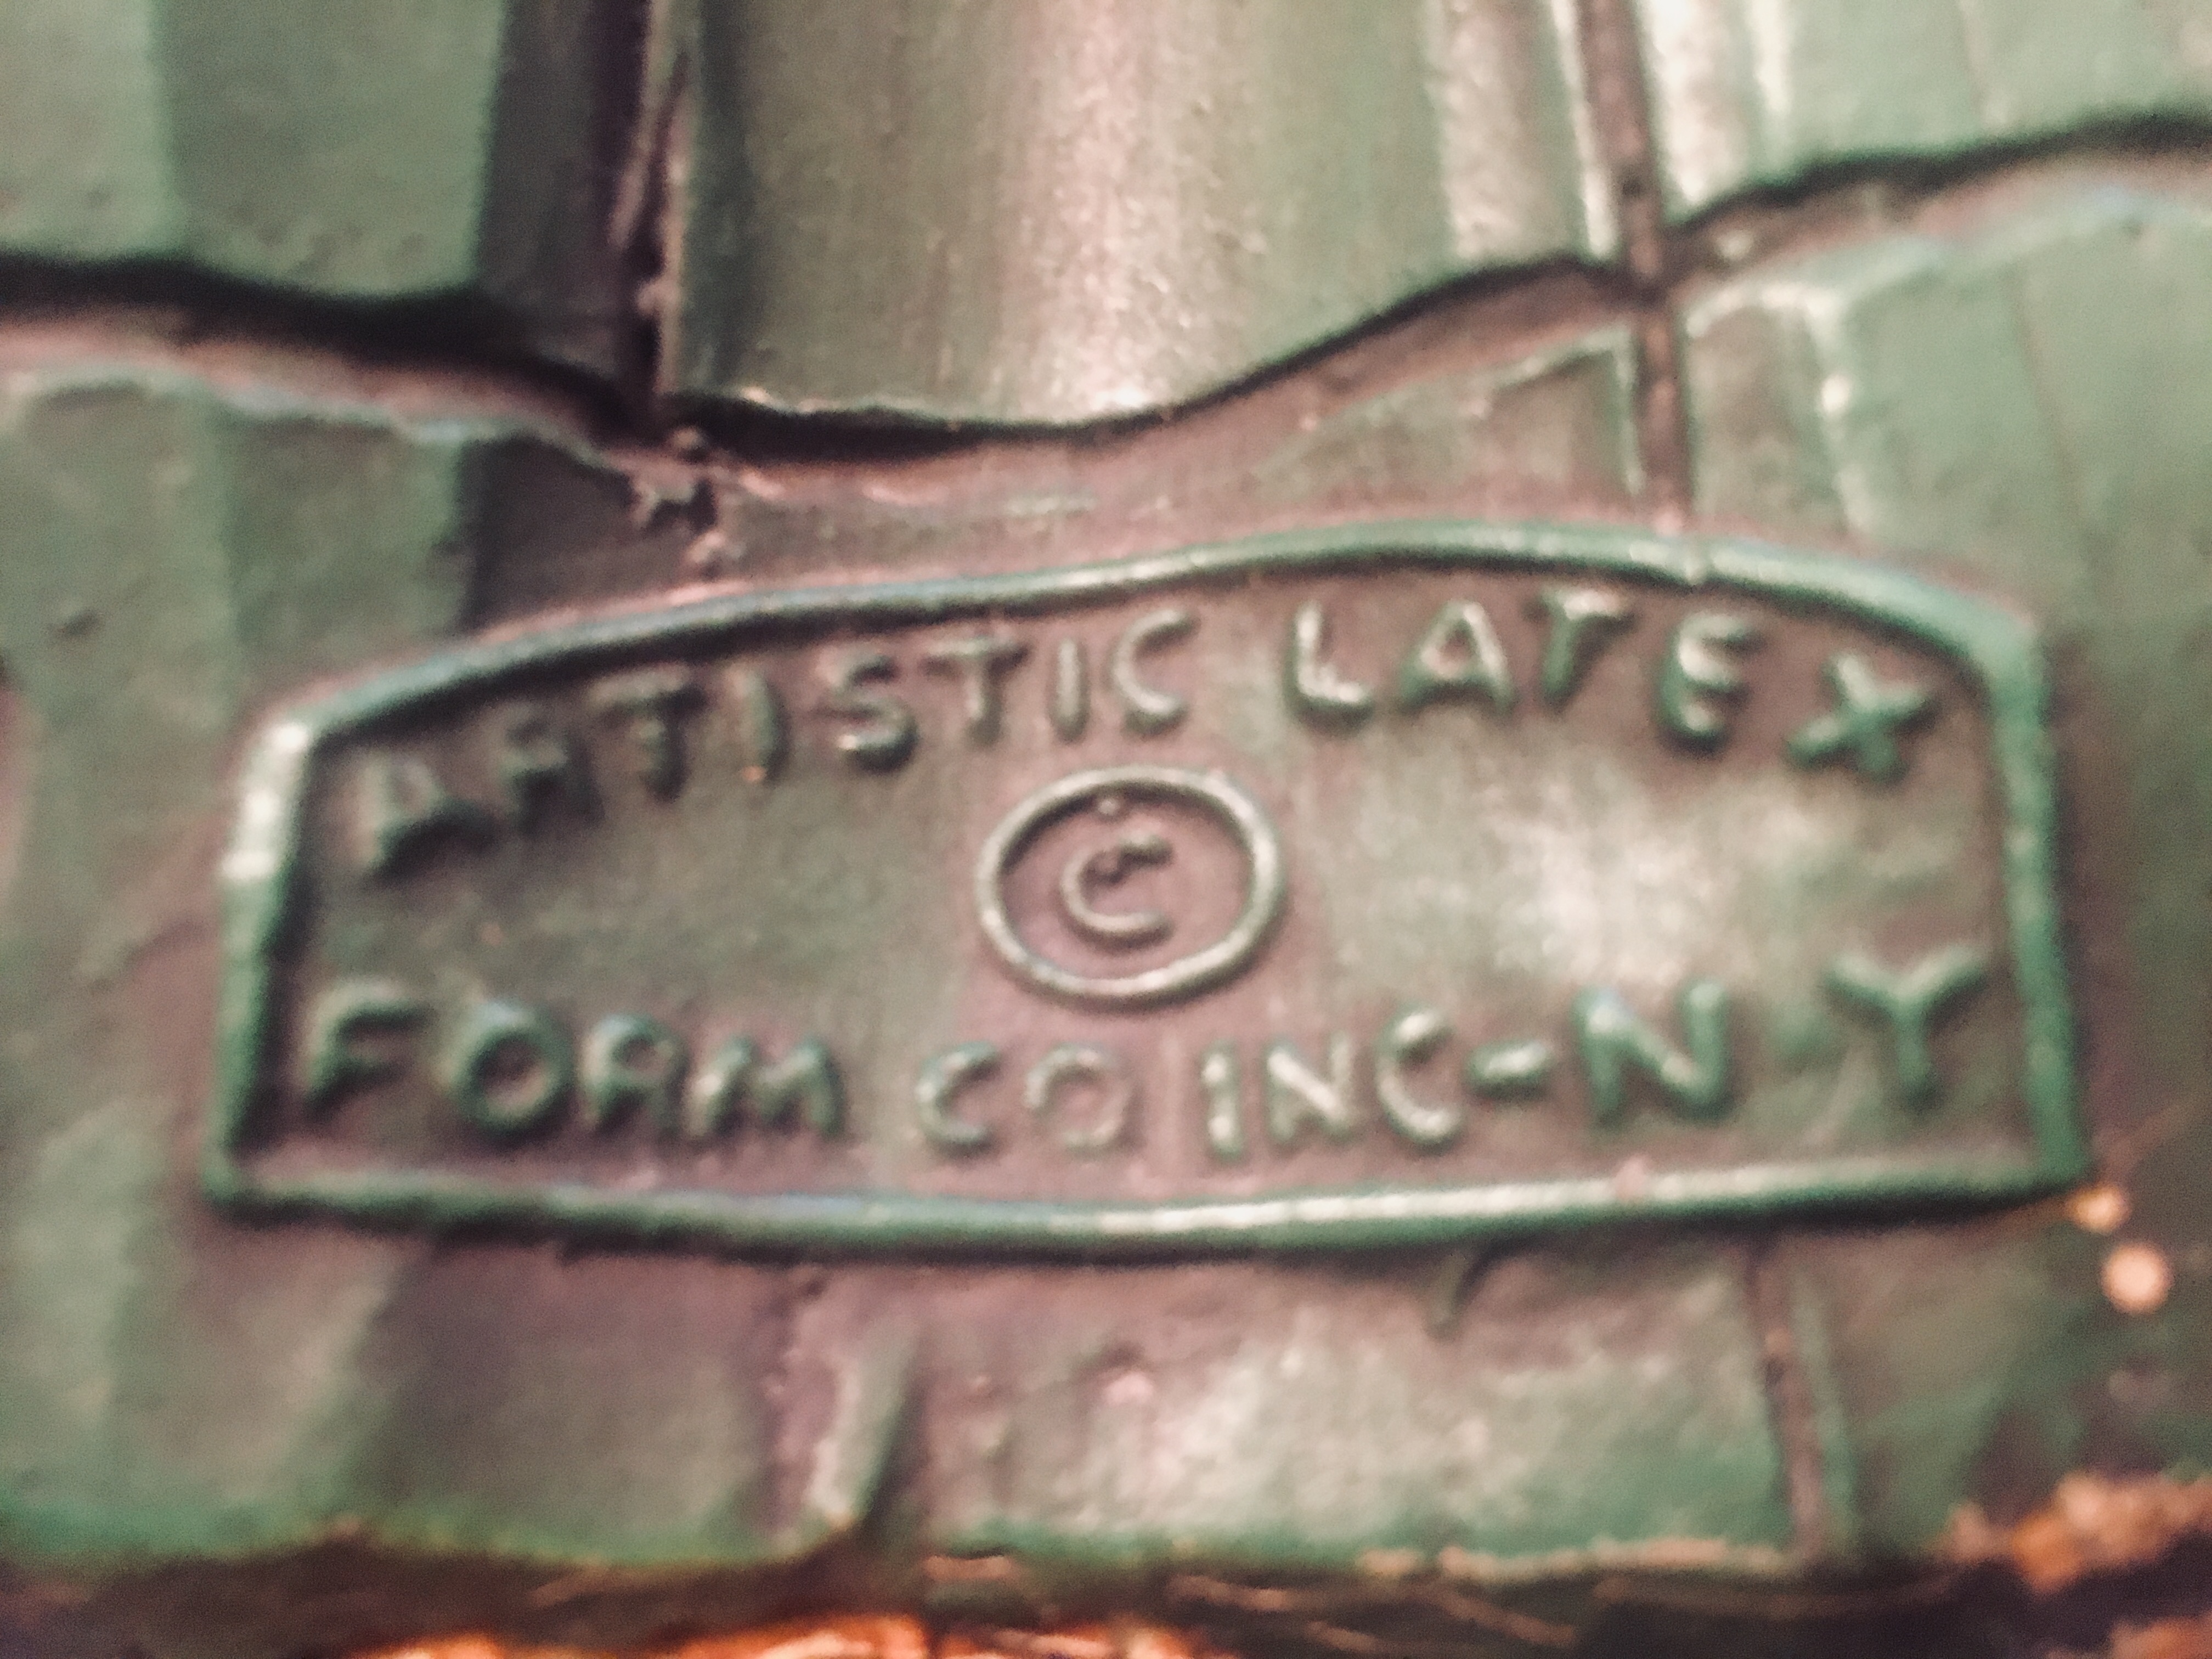 ARTISTIC LATEX
©
FORM CO INC-N Y